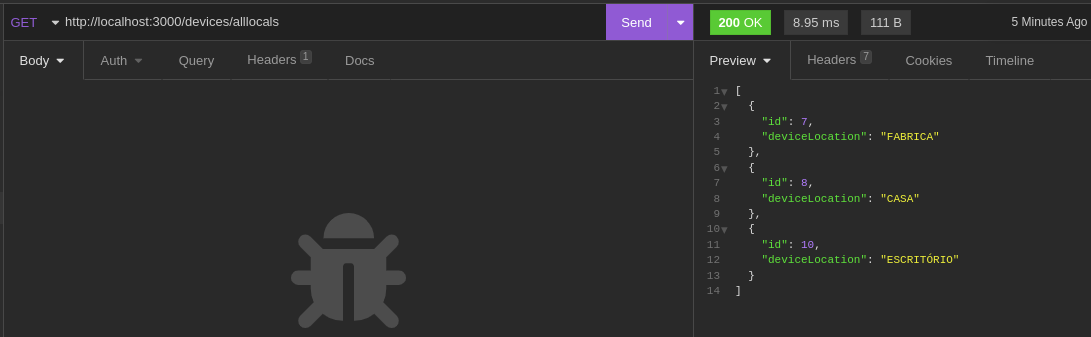 GET http://localhost:3000/devices/alllocals Send 200 OK 8.95 ms 111 B 5 Minutes Ago
Body Auth Query Headers 1 Docs Preview Headers 7 Cookies Timeline
1 [
2 {
3 "id": 7,
4 "deviceLocation": "FABRICA"
5 },
6 {
7 "id": 8,
8 "deviceLocation": "CASA"
9 },
10 {
11 "id": 10,
12 "deviceLocation": "ESCRITÓRIO"
13 }
14 ]